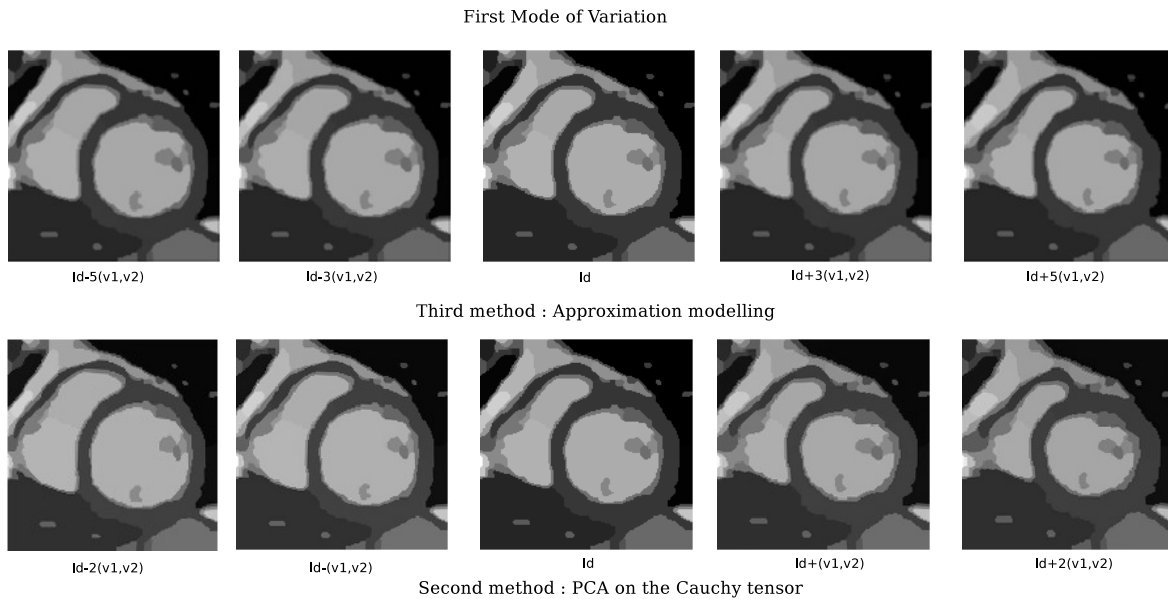 First Mode of Variation
Id-5(v1,v2) Id-3(v1,v2) Id Id+3(v1,v2) Id+5(v1,v2)
Third method : Approximation modelling
Id-2(v1,v2) Id-(v1,v2) Id Id+(v1,v2) Id+2(v1,v2)
Second method : PCA on the Cauchy tensor